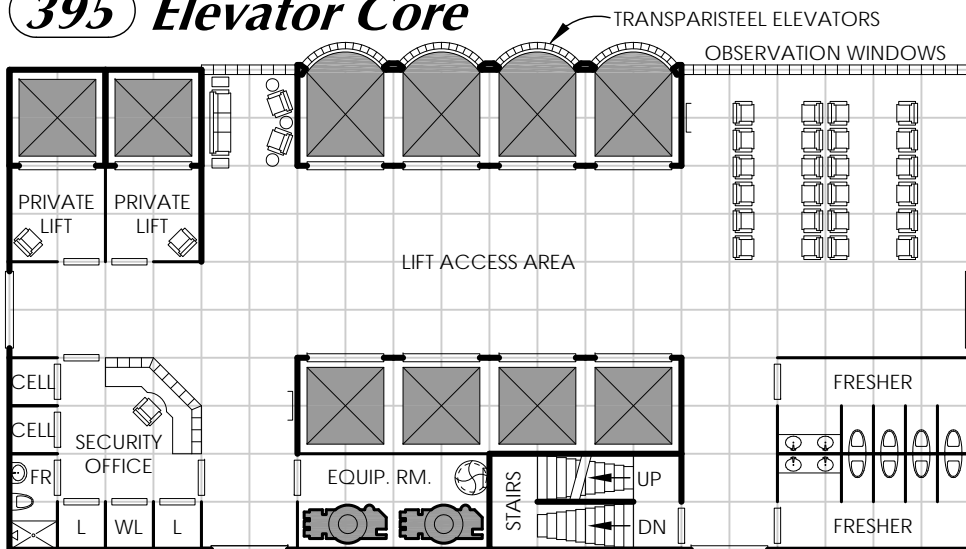 395 Elevator Core
TRANSPARISTEEL ELEVATORS
OBSERVATION WINDOWS
PRIVATE
LIFT
PRIVATE
LIFT
LIFT ACCESS AREA
CELL
CELL
SECURITY
OFFICE
FR
L
WL
L
EQUIP. RM.
STAIRS
UP
DN
FRESHER
FRESHER